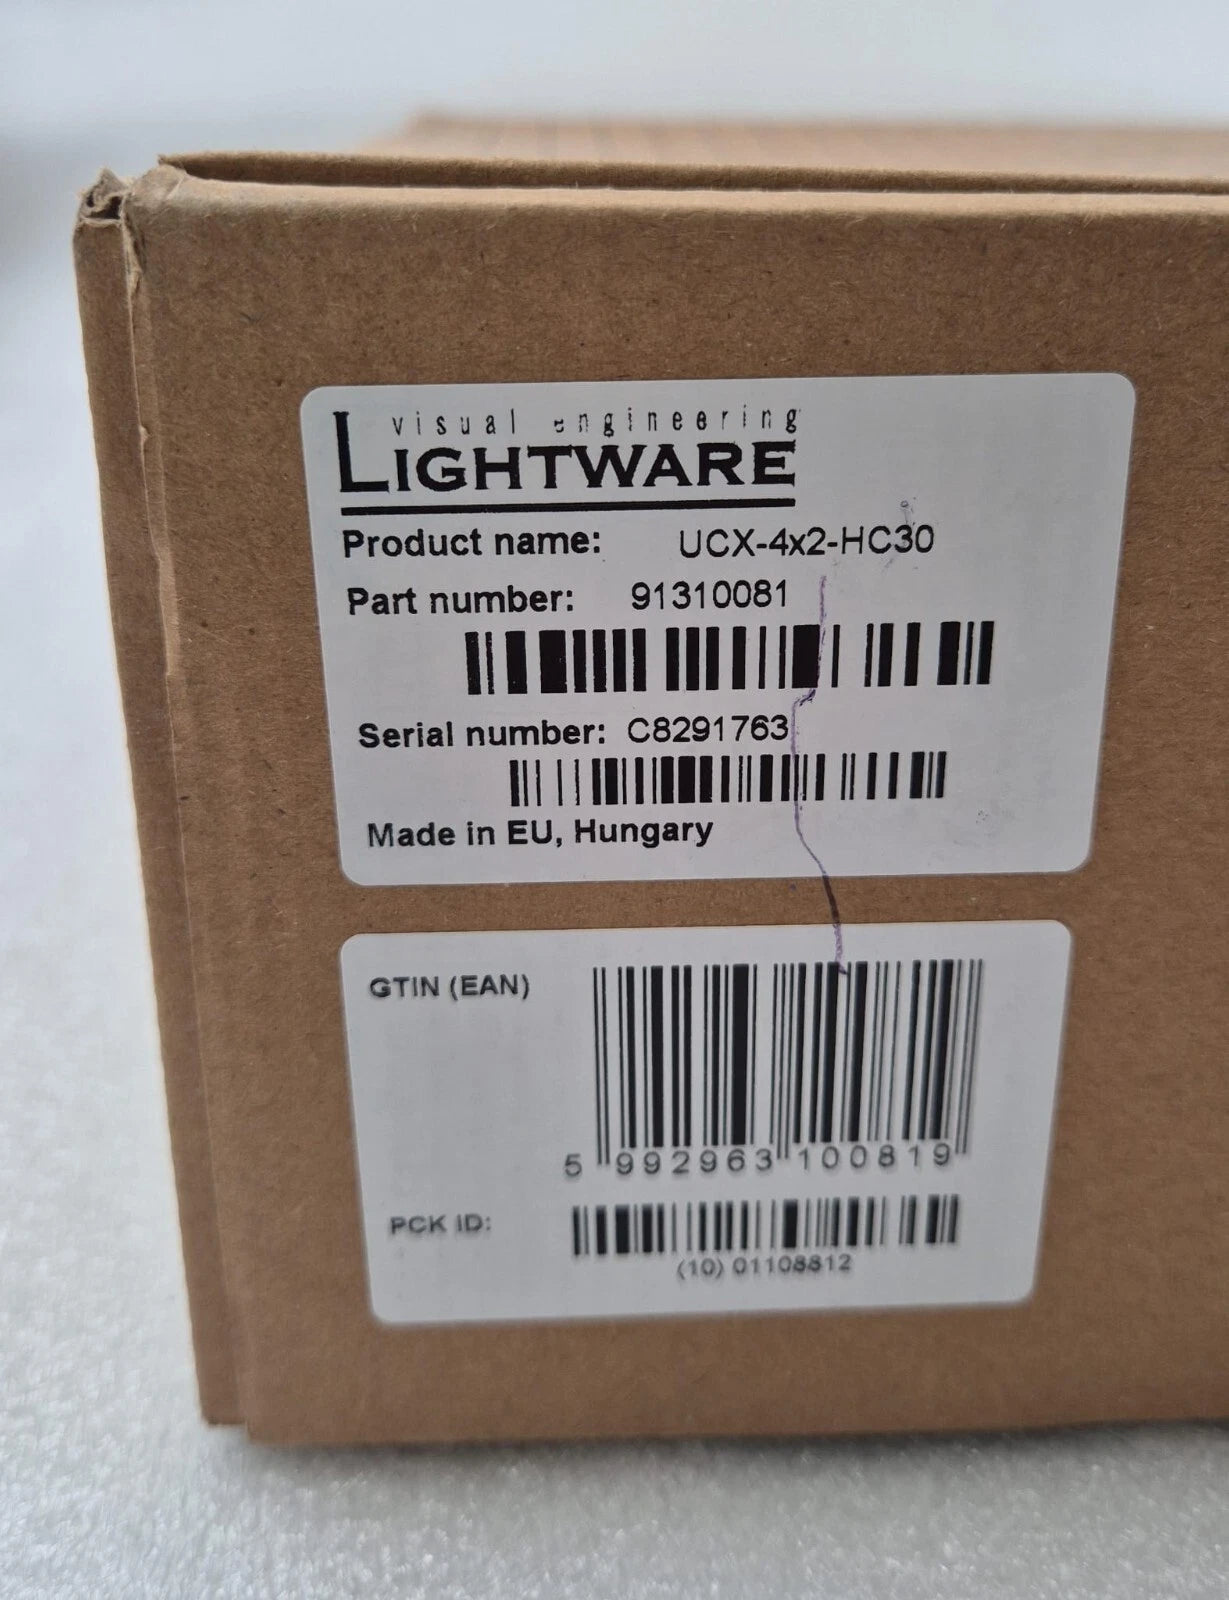 visual engineering
LIGHTWARE
Product name: UCX-4x2-HC30
Part number: 91310081
Serial number: C8291763
Made in EU, Hungary
GTIN (EAN)
5 992963 100819
PCK ID:
(10) 01108812